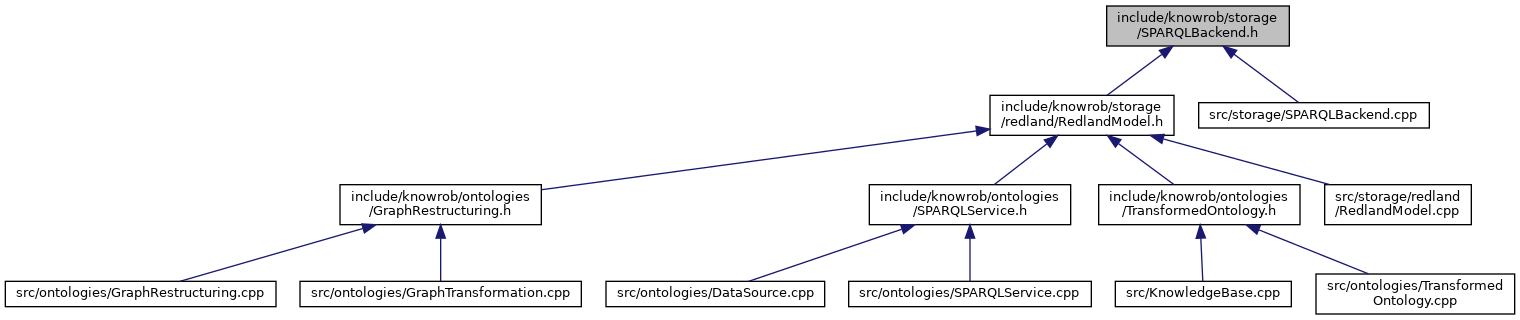 include/knowrob/storage
/SPARQLBackend.h
include/knowrob/storage
/redland/RedlandModel.h
src/storage/SPARQLBackend.cpp
include/knowrob/ontologies
/GraphRestructuring.h
include/knowrob/ontologies
/SPARQLService.h
include/knowrob/ontologies
/TransformedOntology.h
src/storage/redland
/RedlandModel.cpp
src/ontologies/GraphRestructuring.cpp
src/ontologies/GraphTransformation.cpp
src/ontologies/DataSource.cpp
src/ontologies/SPARQLService.cpp
src/KnowledgeBase.cpp
src/ontologies/Transformed
Ontology.cpp